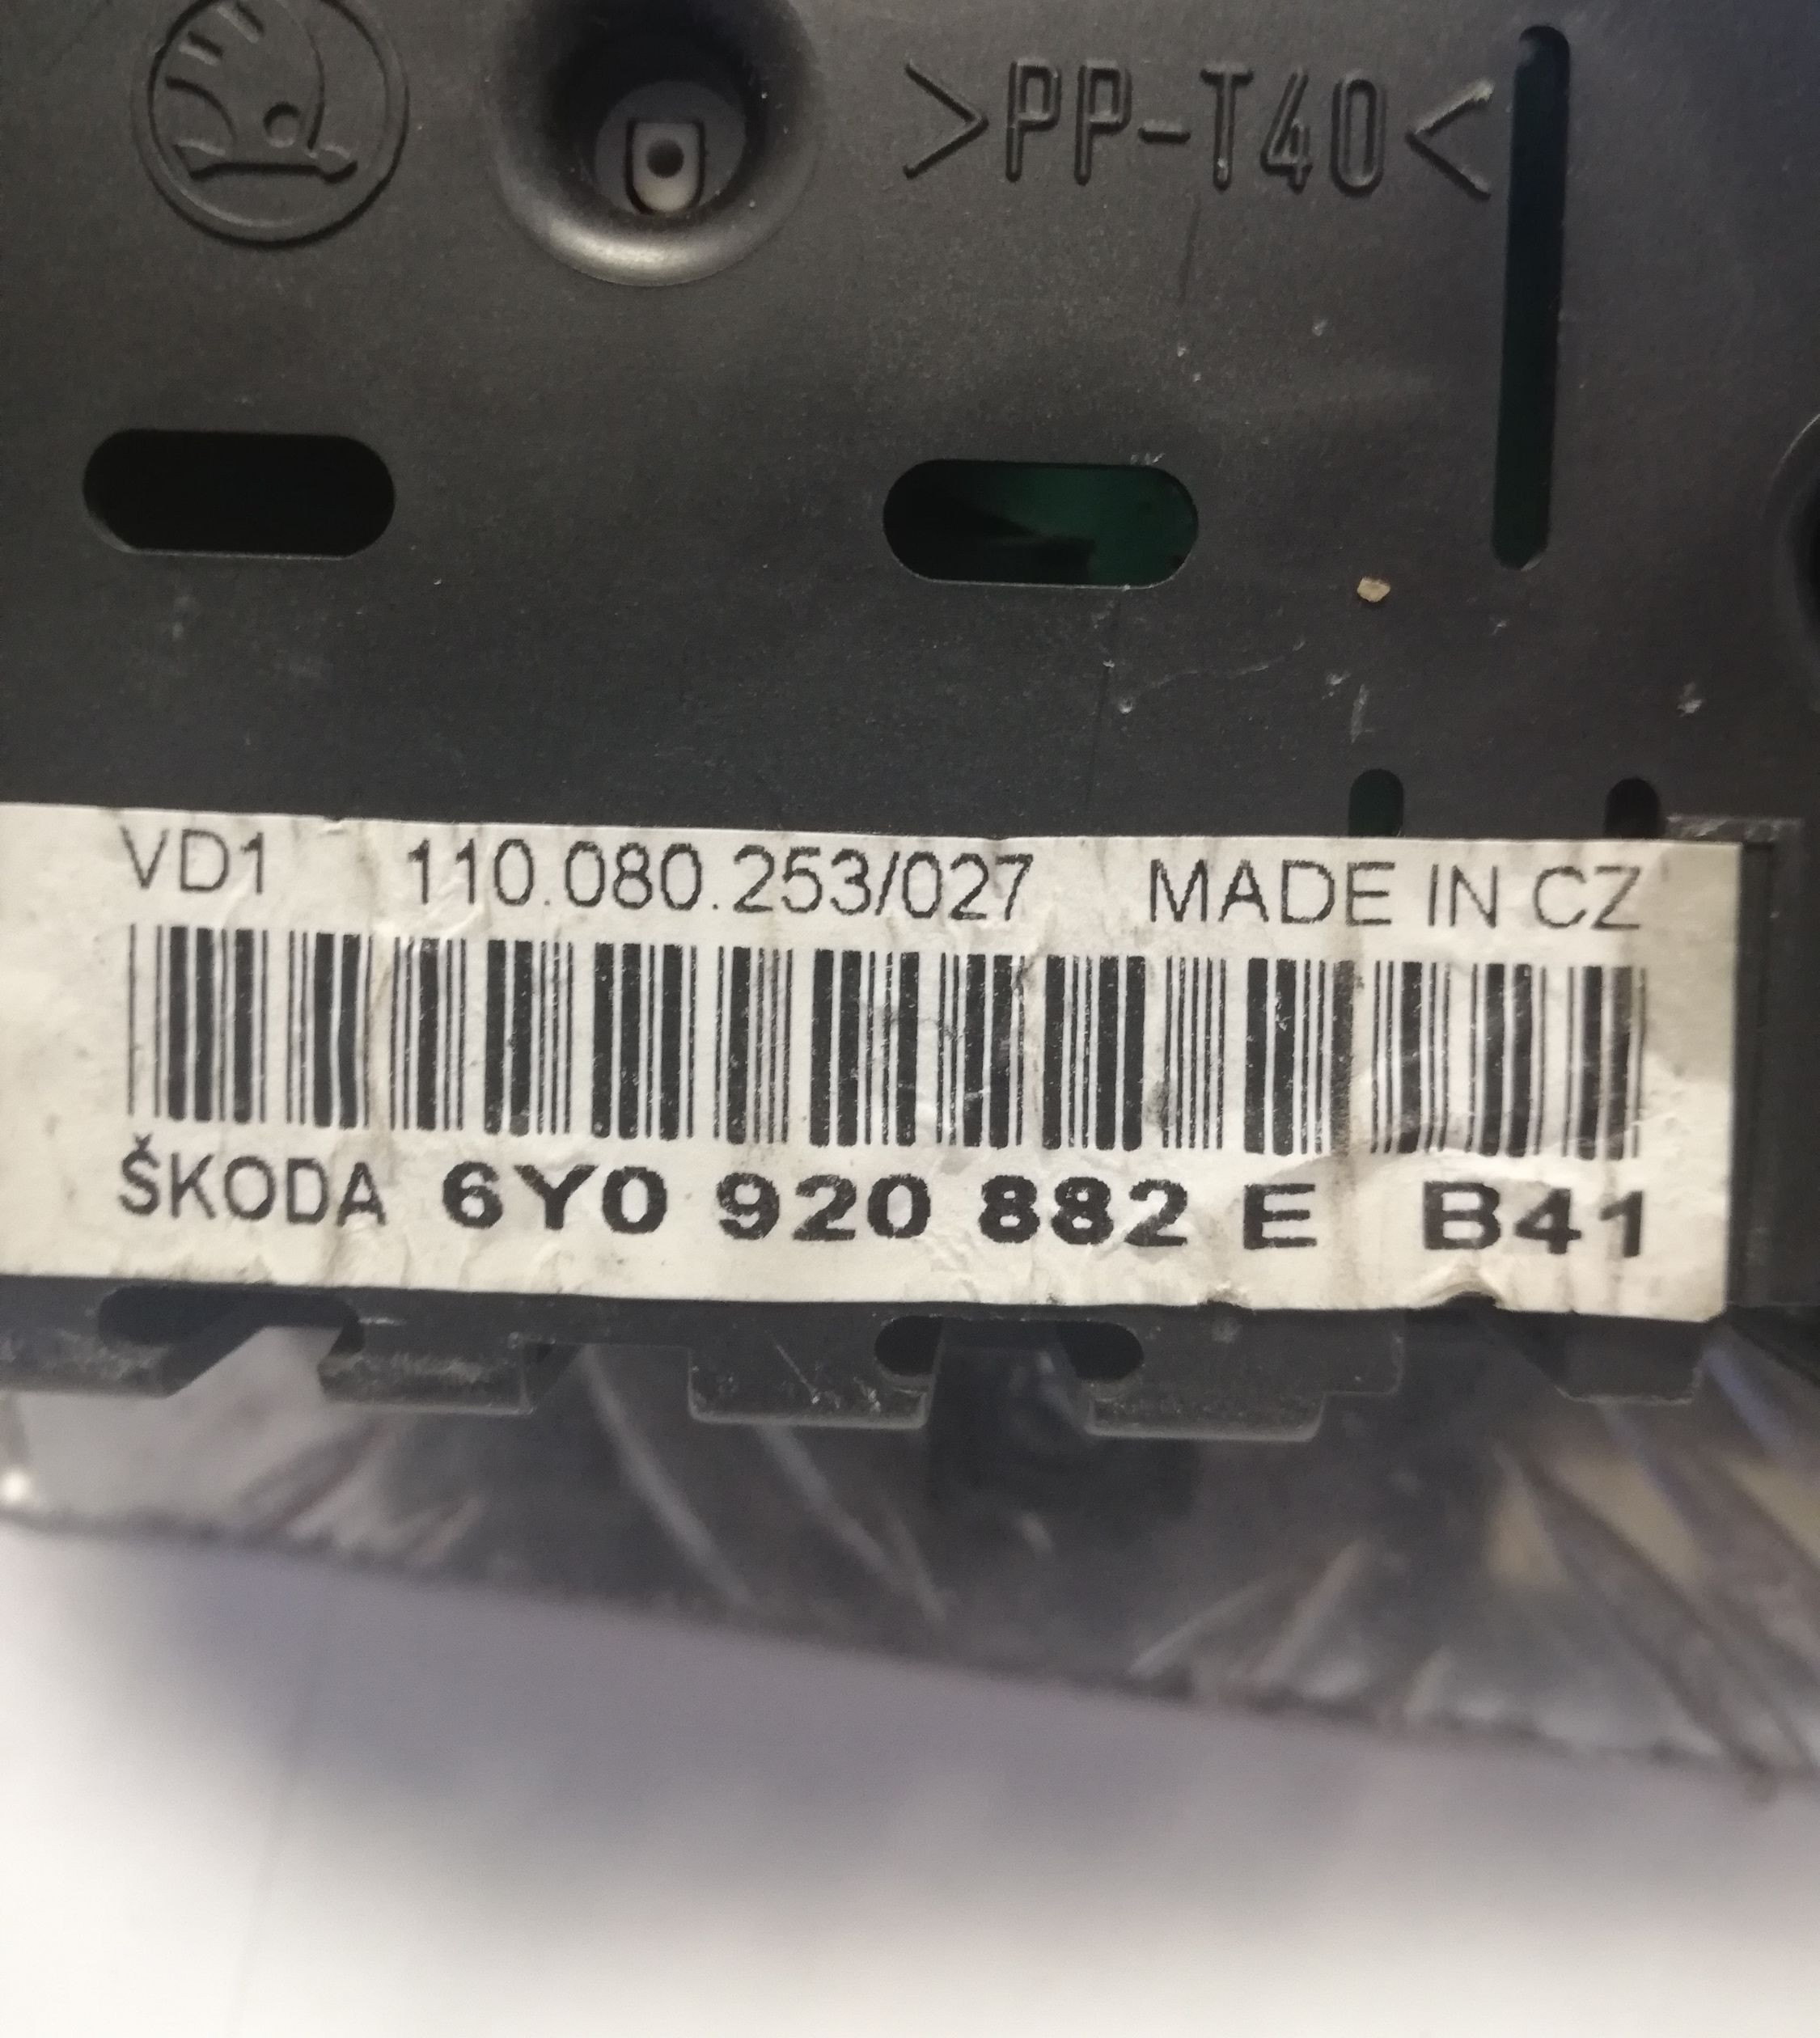 >PP-T40<
VD1 110.080.253/027 MADE IN CZ
ŠKODA 6Y0 920 882 E B41